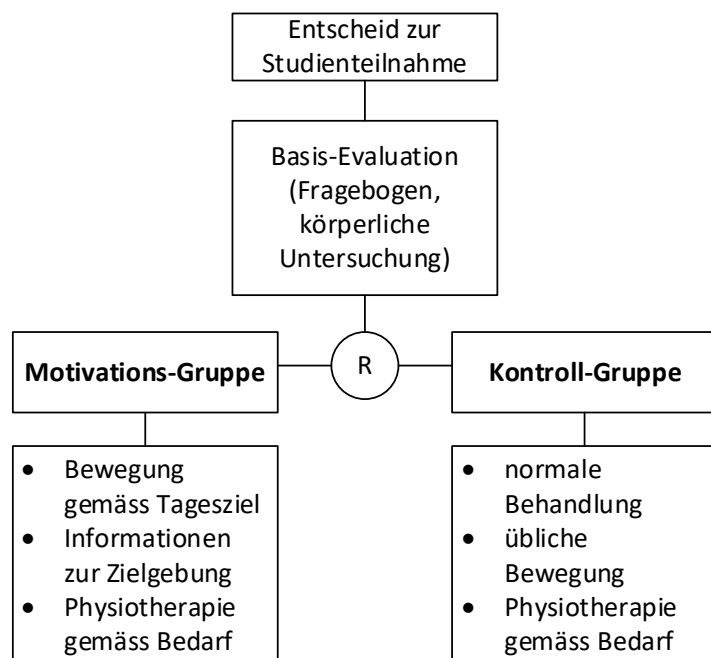 Entscheid zur
Studienteilnahme
Basis-Evaluation
(Fragebogen,
körperliche
Untersuchung)
Motivations-Gruppe
R
Kontroll-Gruppe
• Bewegung
gemäss Tagesziel
• Informationen
zur Zielgebung
• Physiotherapie
gemäss Bedarf
• normale
Behandlung
• übliche
Bewegung
• Physiotherapie
gemäss Bedarf